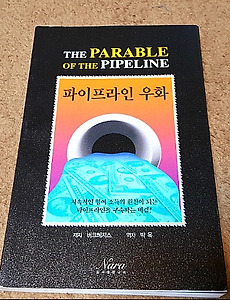 THE PARABLE
OF THE PIPELINE
파이프라인 우화
지속적인 힘이 소득의 원천이 되는
파이프라인을 구축하는 비결!
저자 버크헤지스
역자 박 옥
Nara